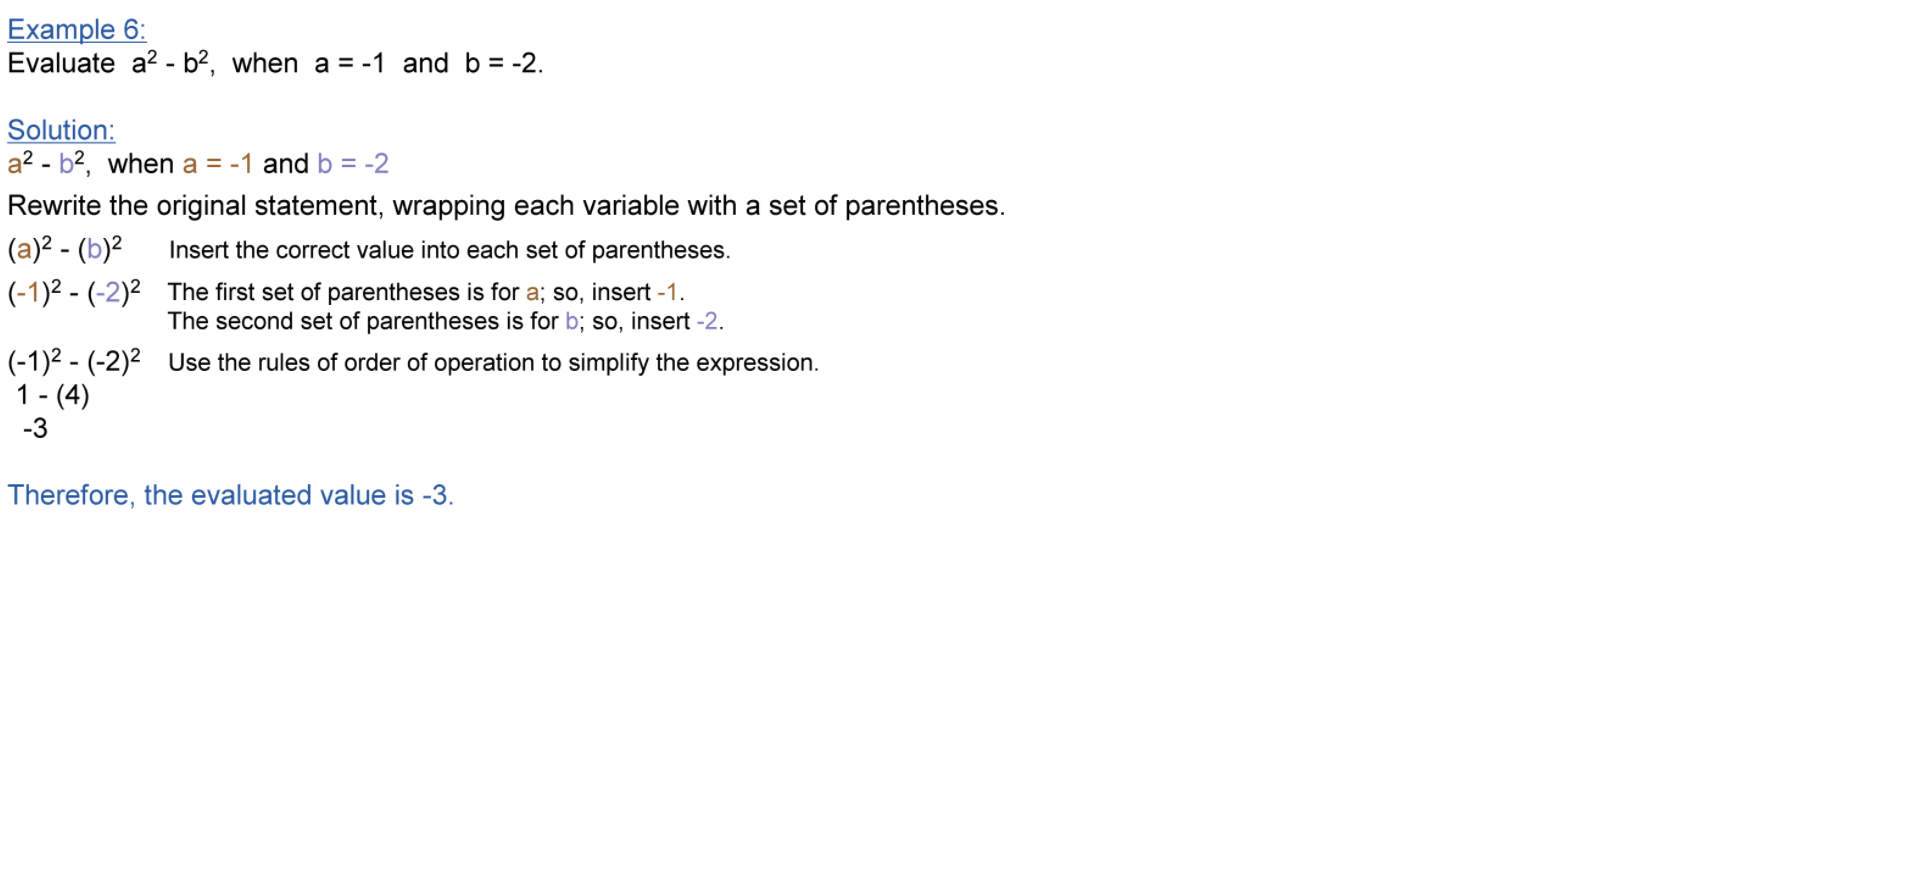 Example 6:
Evaluate a² - b², when a = -1 and b = -2.
Solution:
a² - b², when a = -1 and b = -2
Rewrite the original statement, wrapping each variable with a set of parentheses.
(a)² - (b)² Insert the correct value into each set of parentheses.
(-1)² - (-2)² The first set of parentheses is for a; so, insert -1.
The second set of parentheses is for b; so, insert -2.
(-1)² - (-2)² Use the rules of order of operation to simplify the expression.
1 - (4)
-3
Therefore, the evaluated value is -3.